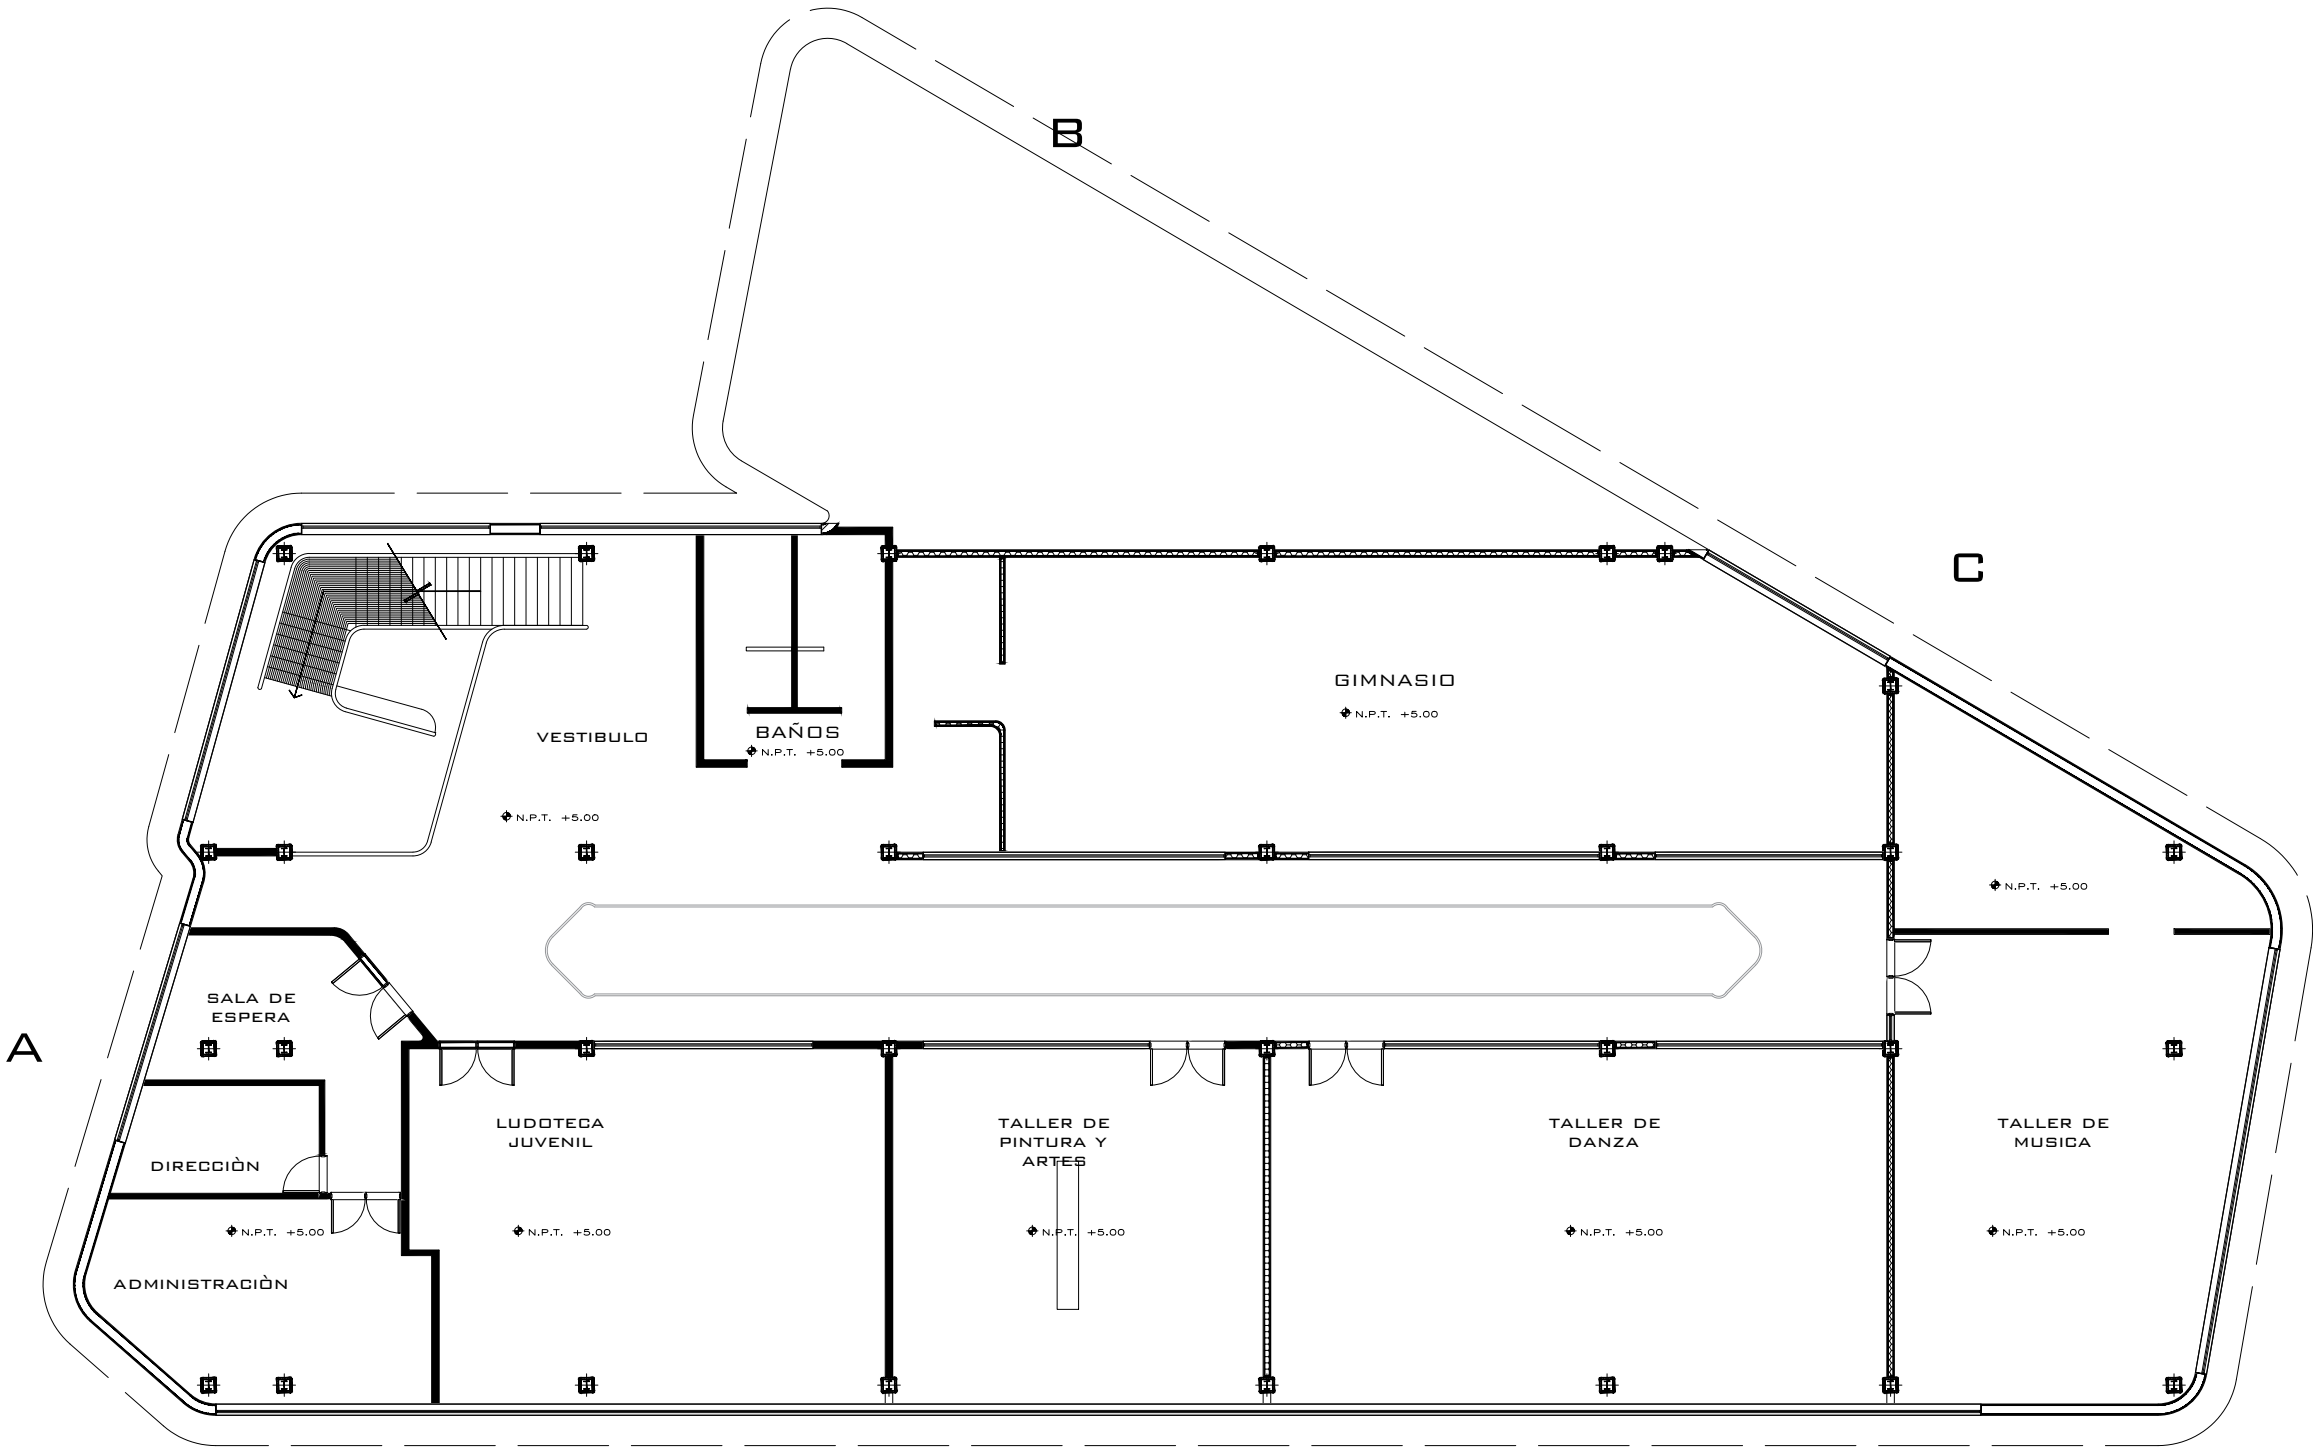 B
C
GIMNASIO
N.P.T. +5.00
VESTIBULO
BAÑOS
N.P.T. +5.00
N.P.T. +5.00
N.P.T. +5.00
SALA DE
ESPERA
A
LUDOTECA
JUVENIL
TALLER DE
PINTURA Y
ARTES
TALLER DE
DANZA
TALLER DE
MUSICA
DIRECCIÒN
N.P.T. +5.00
N.P.T. +5.00
N.P.T. +5.00
N.P.T. +5.00
N.P.T. +5.00
ADMINISTRACIÒN